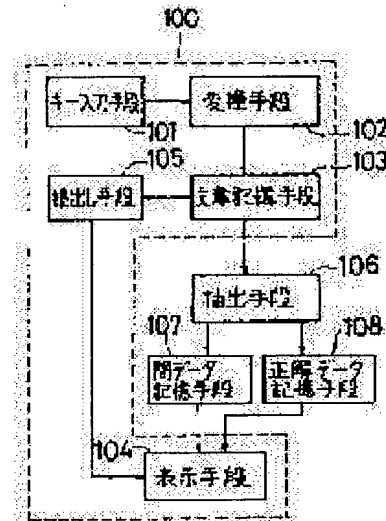 100
キー入力手段
変換手段
101
102
105
103
読出し手段
文章記憶手段
106
抽出手段
107
108
問データ
記憶手段
正解データ
記憶手段
104
表示手段